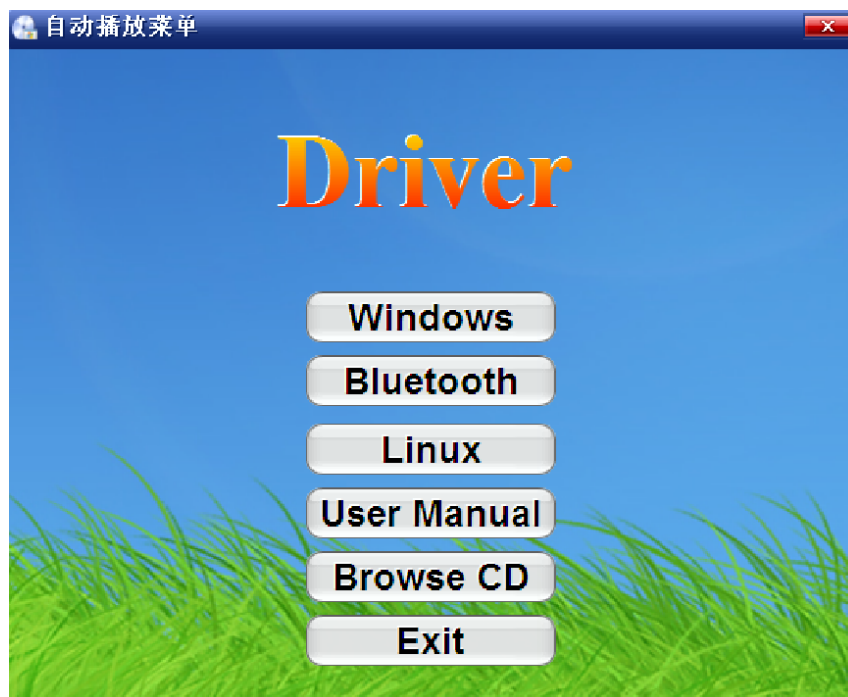 自动播放菜单
Driver
Windows
Bluetooth
Linux
User Manual
Browse CD
Exit